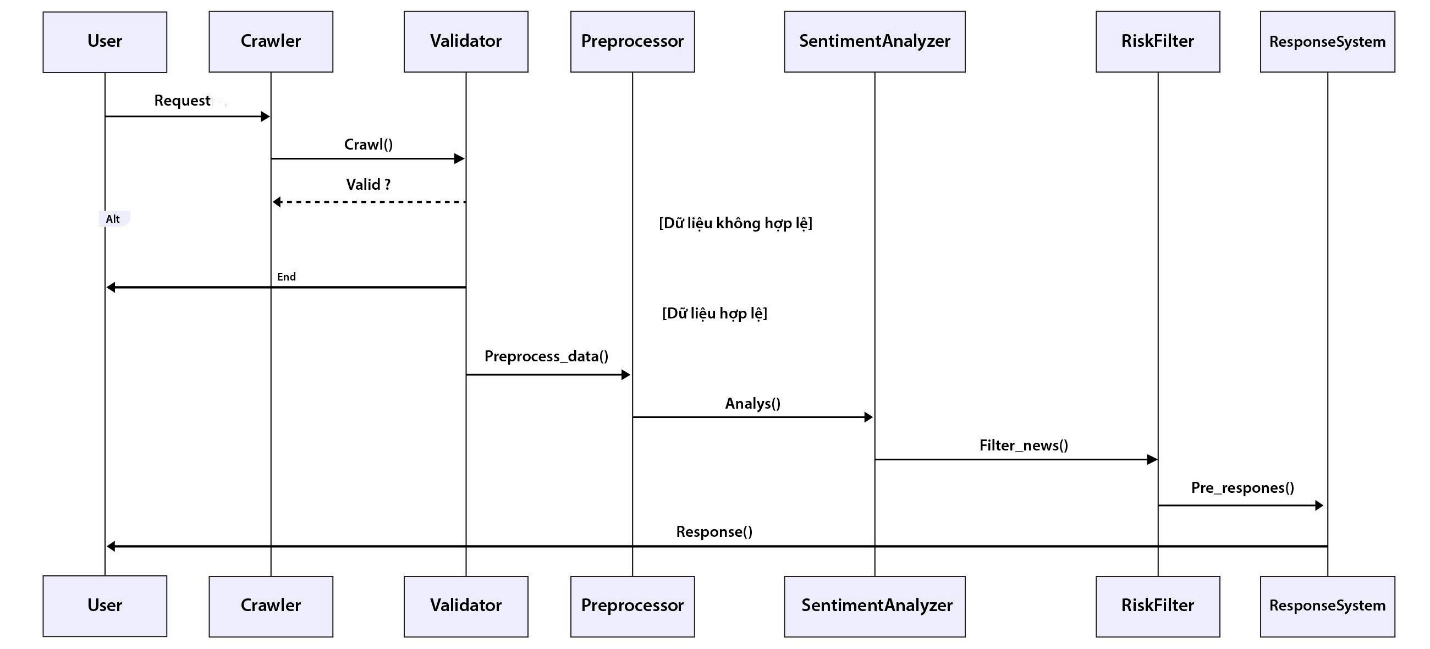 User
Crawler
Validator
Preprocessor
SentimentAnalyzer
RiskFilter
ResponseSystem
Request
Crawl()
Valid ?
Alt
[Dữ liệu không hợp lệ]
End
[Dữ liệu hợp lệ]
Preprocess_data()
Analys()
Filter_news()
Pre_respones()
Response()
User
Crawler
Validator
Preprocessor
SentimentAnalyzer
RiskFilter
ResponseSystem